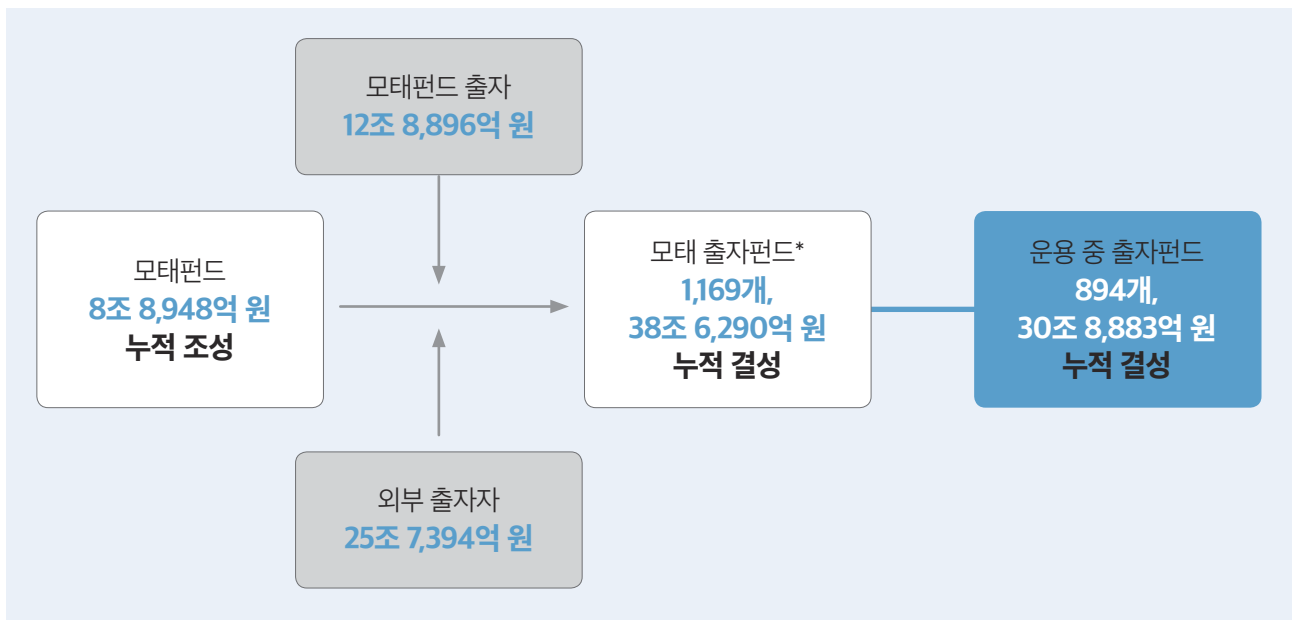 모태펀드 출자
12조 8,896억 원
모태펀드
8조 8,948억 원
누적 조성
모태 출자펀드*
1,169개,
38조 6,290억 원
누적 결성
운용 중 출자펀드
894개,
30조 8,883억 원
누적 결성
외부 출자자
25조 7,394억 원